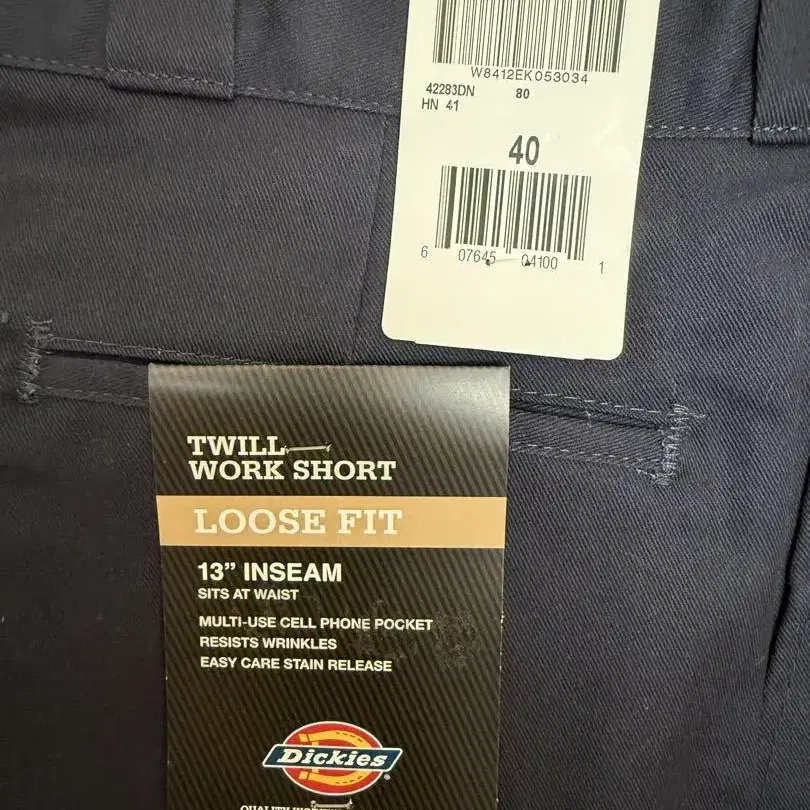 W8412EK053034
42283DN 80
HN 41
40
6 07645 04100 1
TWILL
WORK SHORT
LOOSE FIT
13” INSEAM
SITS AT WAIST
MULTI-USE CELL PHONE POCKET
RESISTS WRINKLES
EASY CARE STAIN RELEASE
Dickies
QUALITY